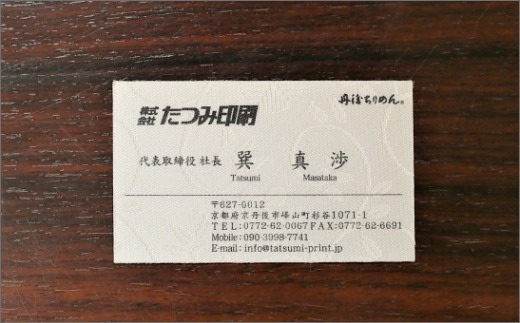 株式会社 たつみ印刷
丹後ちりめん®
代表取締役 社長 巽 真渉
Tatsumi Masataka
〒627-0012
京都府京丹後市峰山町杉谷1071-1
TEL:0772-62-0067 FAX:0772-62-6691
Mobile: 090-3998-7741
E-mail: info@tatsumi-print.jp